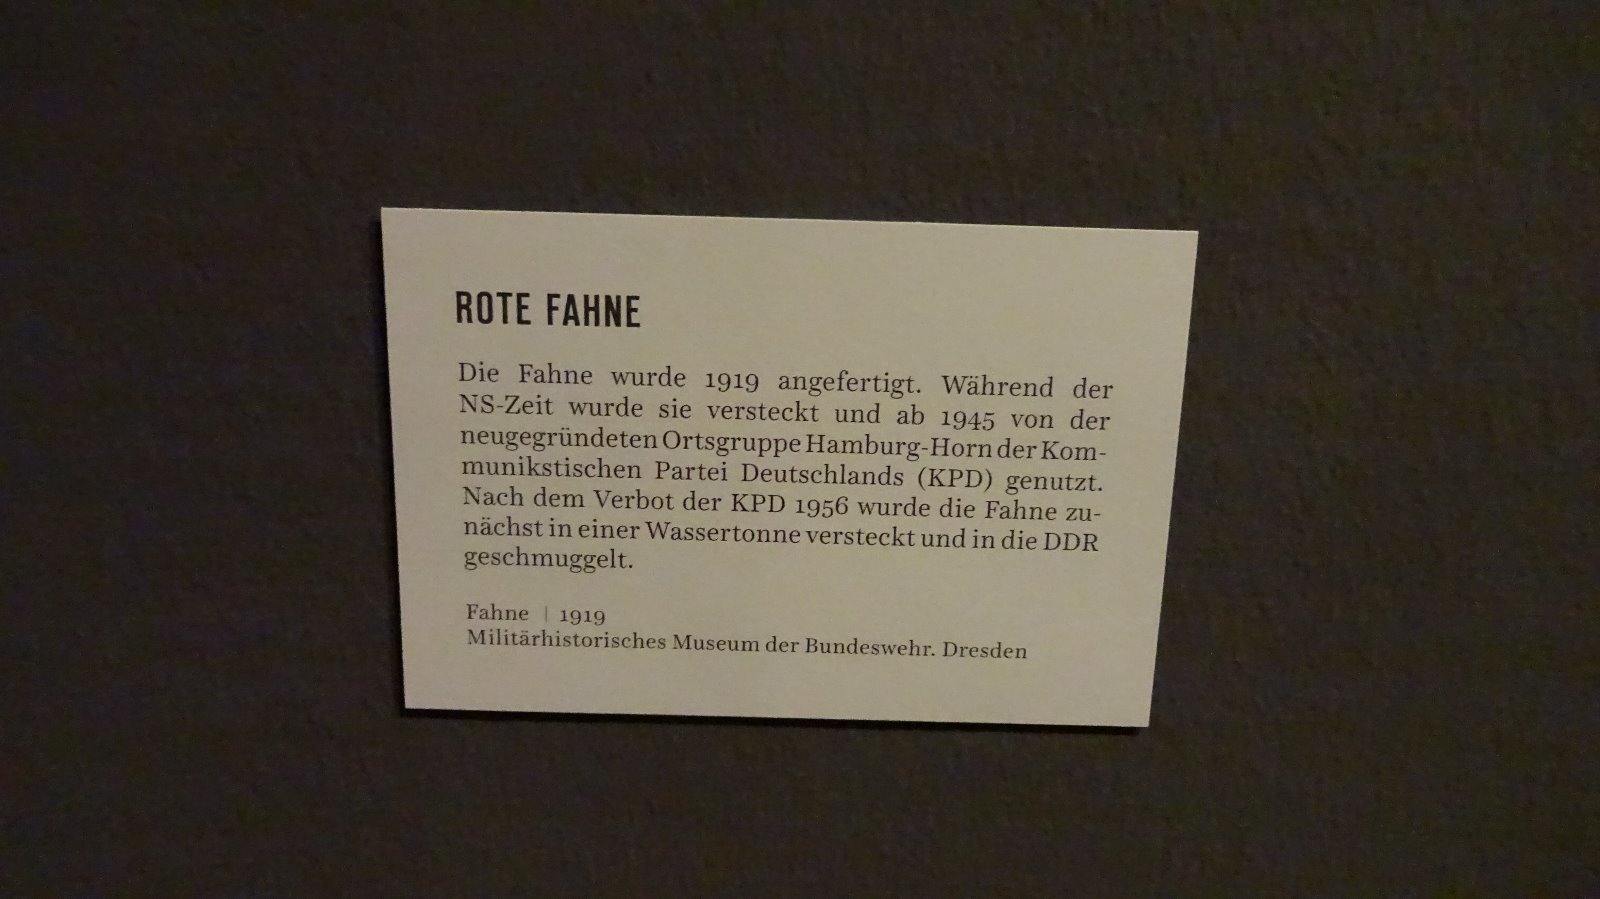 ROTE FAHNE
Die Fahne wurde 1919 angefertigt. Während der
NS-Zeit wurde sie versteckt und ab 1945 von der
neugegründeten Ortsgruppe Hamburg-Horn der Kom-
munikstischen Partei Deutschlands (KPD) genutzt.
Nach dem Verbot der KPD 1956 wurde die Fahne zu-
nächst in einer Wassertonne versteckt und in die DDR
geschmuggelt.
Fahne | 1919
Militärhistorisches Museum der Bundeswehr. Dresden